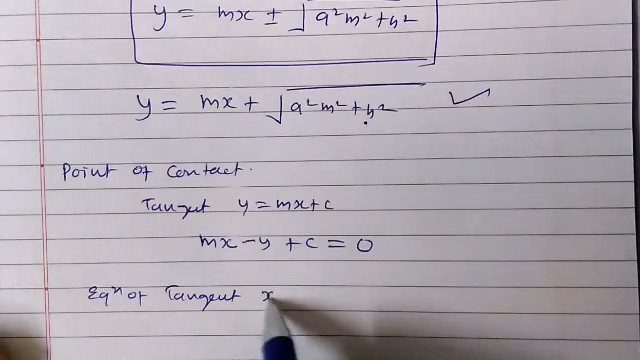 y = mx ± √a²m²+b²
y = mx + √a²m²+b² ✓
Point of Contact.
Tangent y = mx+c
mx - y + c = 0
Eqⁿ of Tangent x